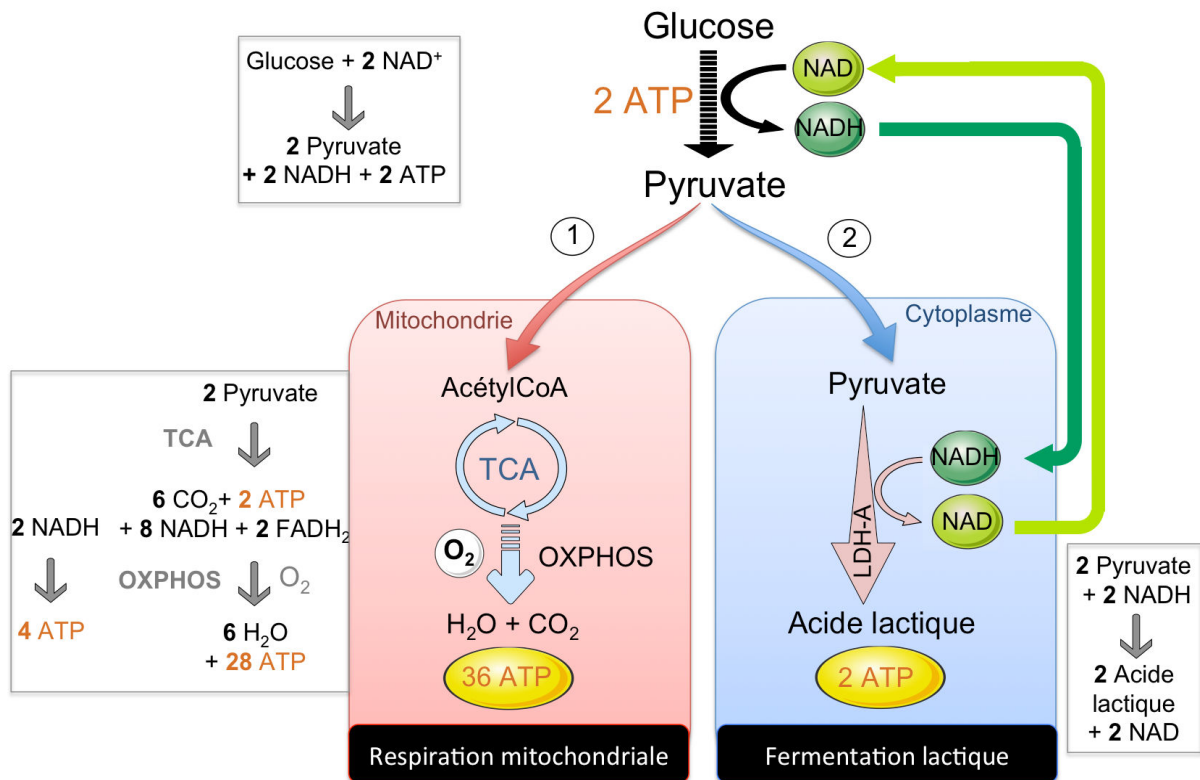 Glucose + 2 NAD⁺
2 Pyruvate
+ 2 NADH + 2 ATP
Glucose
2 ATP
NAD
NADH
Pyruvate
1
2
Mitochondrie
AcétylCoA
TCA
O₂
OXPHOS
H₂O + CO₂
36 ATP
Respiration mitochondriale
Cytoplasme
Pyruvate
LDH-A
NADH
NAD
Acide lactique
2 ATP
Fermentation lactique
2 Pyruvate
TCA
6 CO₂+ 2 ATP
2 NADH + 8 NADH + 2 FADH₂
OXPHOS O₂
4 ATP
6 H₂O
+ 28 ATP
2 Pyruvate
+ 2 NADH
2 Acide
lactique
+ 2 NAD